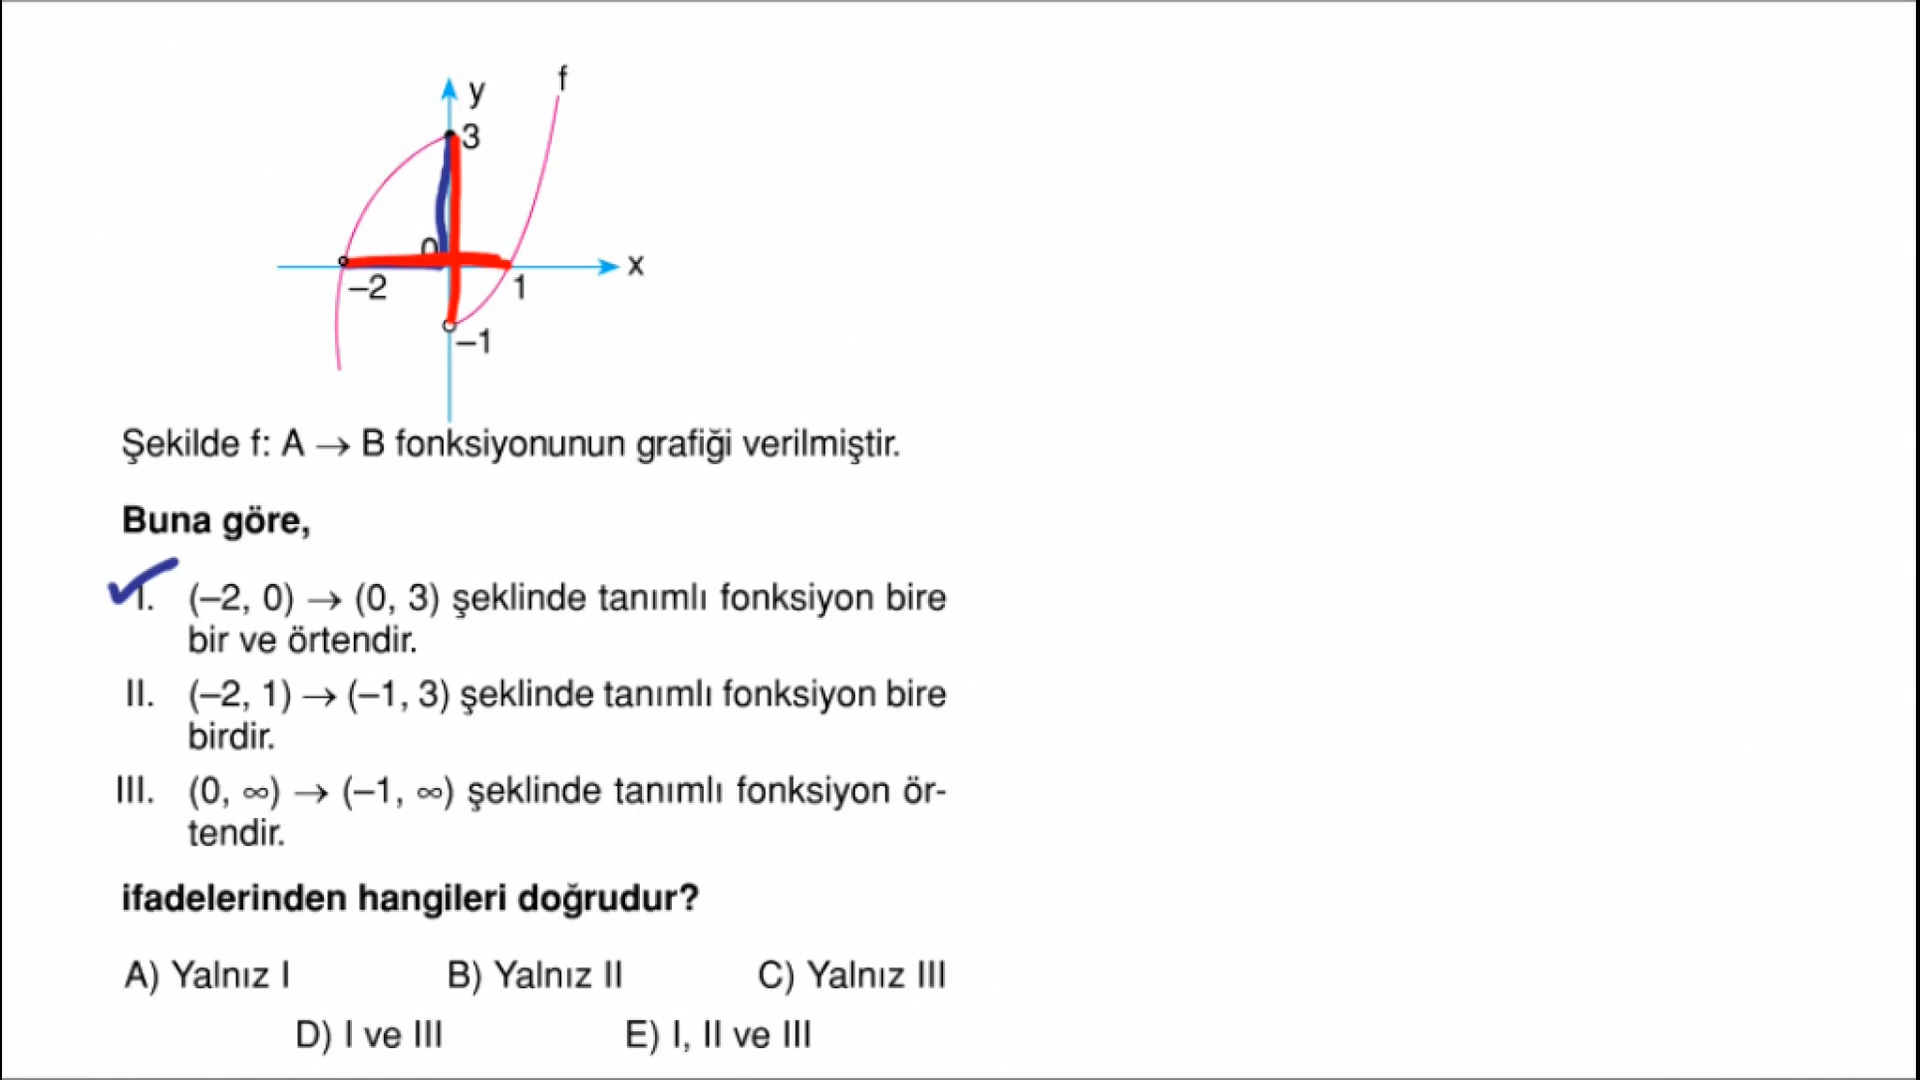 f
y
3
0
x
–2
1
–1
Şekilde f: A → B fonksiyonunun grafiği verilmiştir.
Buna göre,
I. (–2, 0) → (0, 3) şeklinde tanımlı fonksiyon bire
bir ve örtendir.
II. (–2, 1) → (–1, 3) şeklinde tanımlı fonksiyon bire
birdir.
III. (0, ∞) → (–1, ∞) şeklinde tanımlı fonksiyon ör-
tendir.
ifadelerinden hangileri doğrudur?
A) Yalnız I B) Yalnız II C) Yalnız III
D) I ve III E) I, II ve III